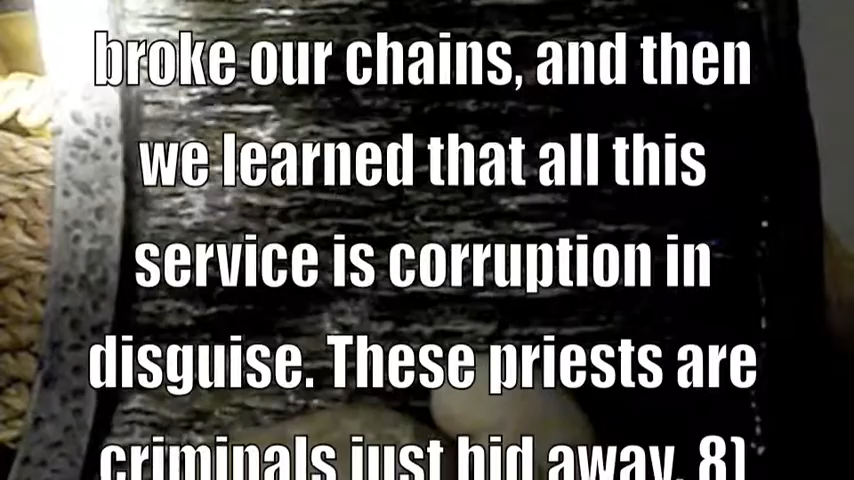 broke our chains, and then
we learned that all this
service is corruption in
disguise. These priests are
criminals just hid away. 8)